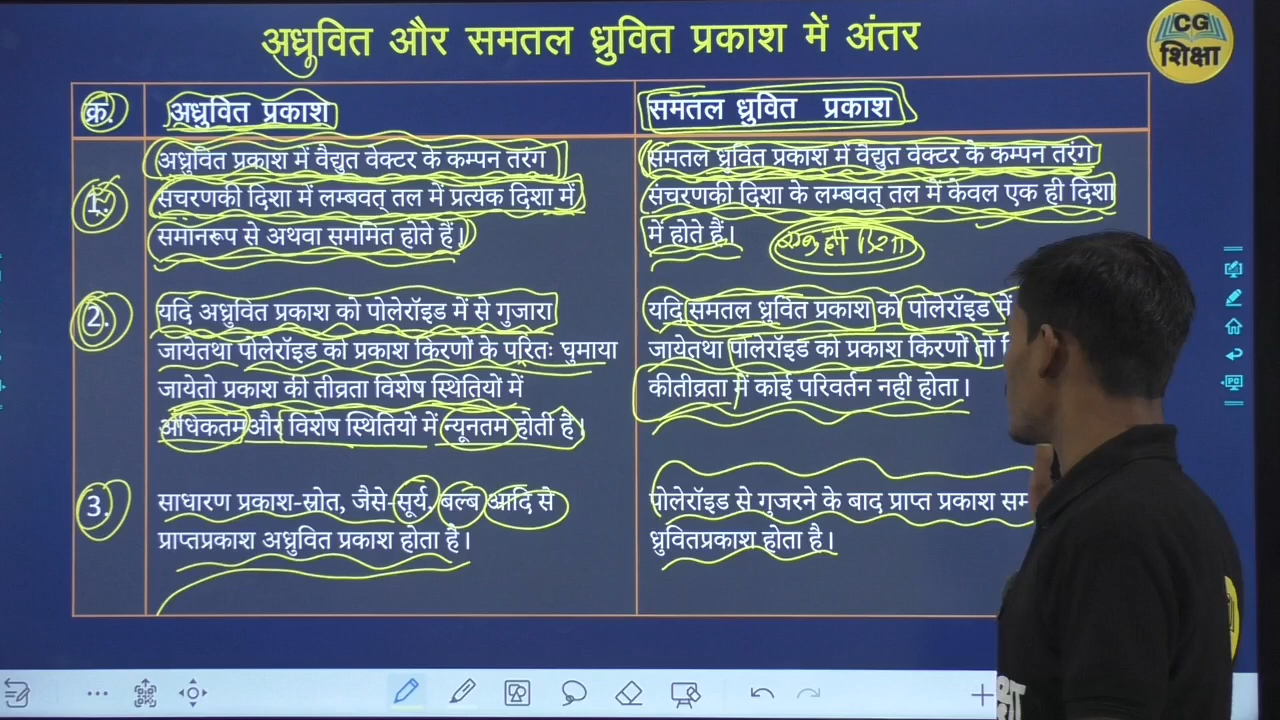 अध्रुवित और समतल ध्रुवित प्रकाश में अंतर
CG
शिक्षा
क्र. अध्रुवित प्रकाश समतल ध्रुवित प्रकाश
1. अध्रुवित प्रकाश में वैद्युत वेक्टर के कम्पन तरंग
संचरणकी दिशा में लम्बवत् तल में प्रत्येक दिशा में
समानरूप से अथवा सममित होते हैं।
समतल ध्रुवित प्रकाश में वैद्युत वेक्टर के कम्पन तरंग
संचरणकी दिशा के लम्बवत् तल में केवल एक ही दिशा
में होते हैं।
एक ही दिशा
2. यदि अध्रुवित प्रकाश को पोलेरॉइड में से गुजारा
जायेतथा पोलेरॉइड को प्रकाश किरणों के परितः घुमाया
जायेतो प्रकाश की तीव्रता विशेष स्थितियों में
अधिकतम और विशेष स्थितियों में न्यूनतम होती है।
यदि समतल ध्रुवित प्रकाश को पोलेरॉइड में
जायेतथा पोलेरॉइड को प्रकाश किरणों तो
कीतीव्रता में कोई परिवर्तन नहीं होता।
3. साधारण प्रकाश-स्रोत, जैसे-सूर्य, बल्ब आदि से
प्राप्तप्रकाश अध्रुवित प्रकाश होता है।
पोलेरॉइड से गुजरने के बाद प्राप्त प्रकाश सम
ध्रुवितप्रकाश होता है।